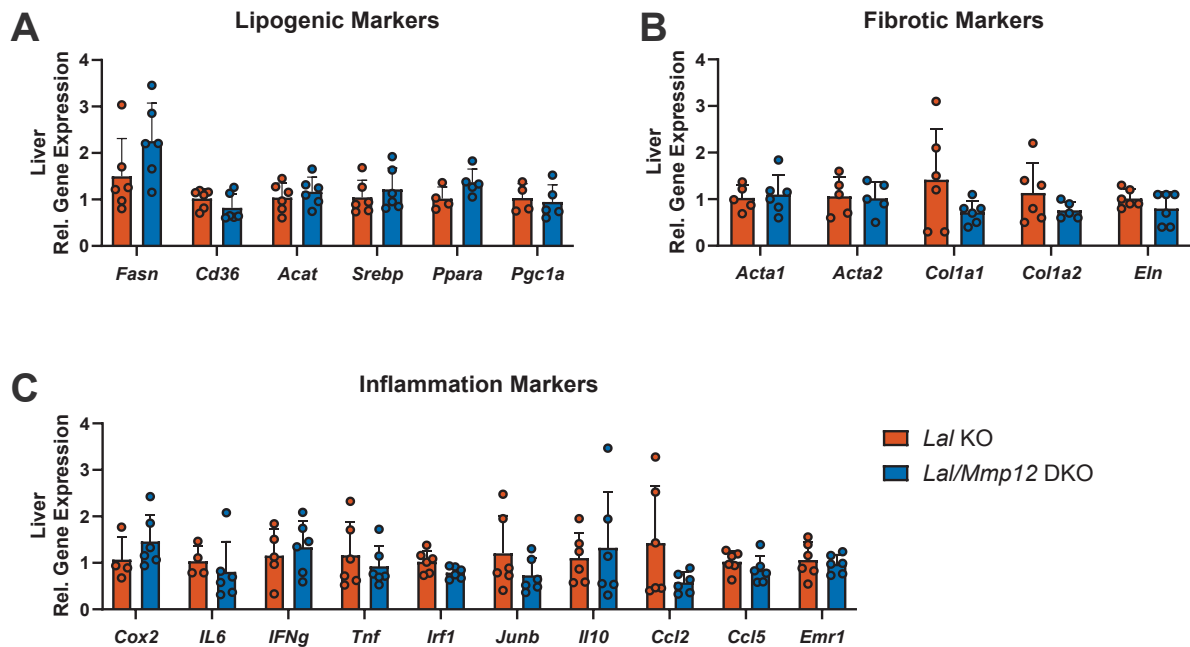 A
Lipogenic Markers
Liver
Rel. Gene Expression
4
3
2
1
0
Fasn Cd36 Acat Srebp Ppara Pgc1a
B
Fibrotic Markers
Liver
Rel. Gene Expression
4
3
2
1
0
Acta1 Acta2 Col1a1 Col1a2 Eln
C
Inflammation Markers
Liver
Rel. Gene Expression
4
3
2
1
0
Cox2 IL6 IFNg Tnf Irf1 Junb Il10 Ccl2 Ccl5 Emr1
Lal KO
Lal/Mmp12 DKO